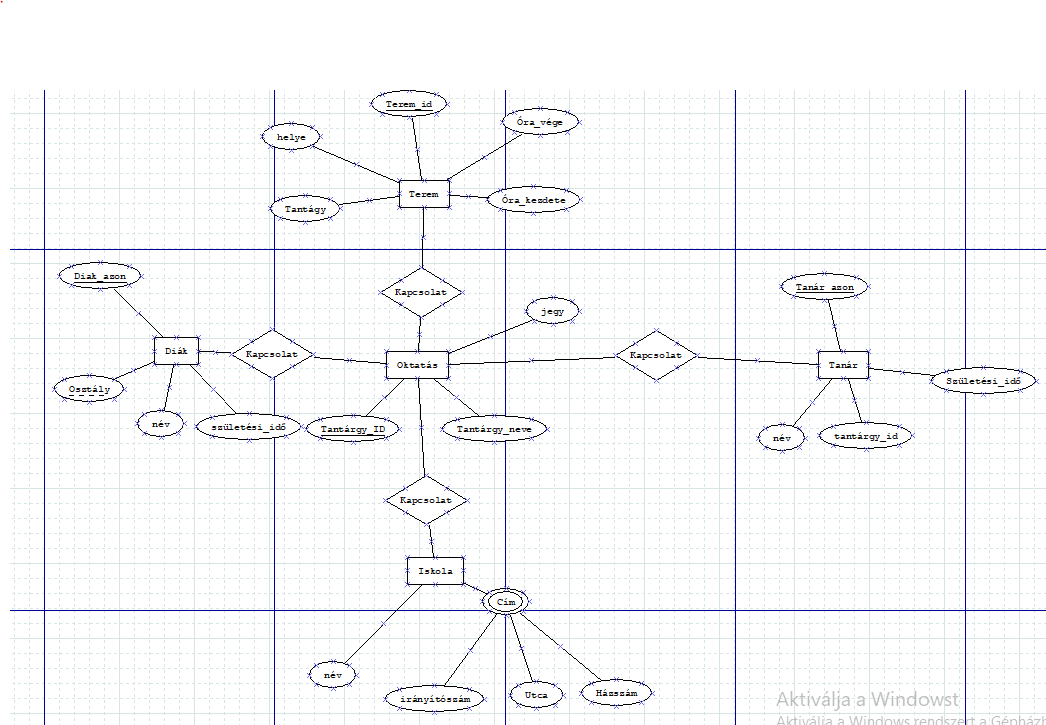 Terem_id
Óra_vége
helye
Terem
Óra_kezdete
Tantágy
Diak_azon
Kapcsolat
Tanár_azon
jegy
Diák
Kapcsolat
Oktatás
Kapcsolat
Tanár
Születési_idő
Osztály
név
születési_idő
Tantárgy_ID
Tantárgy_neve
név
tantárgy_id
Kapcsolat
Iskola
Cím
név
irányítószám
Utca
Házszám
Aktiválja a Windowst
Aktiválja a Windows rendszert a Gépház